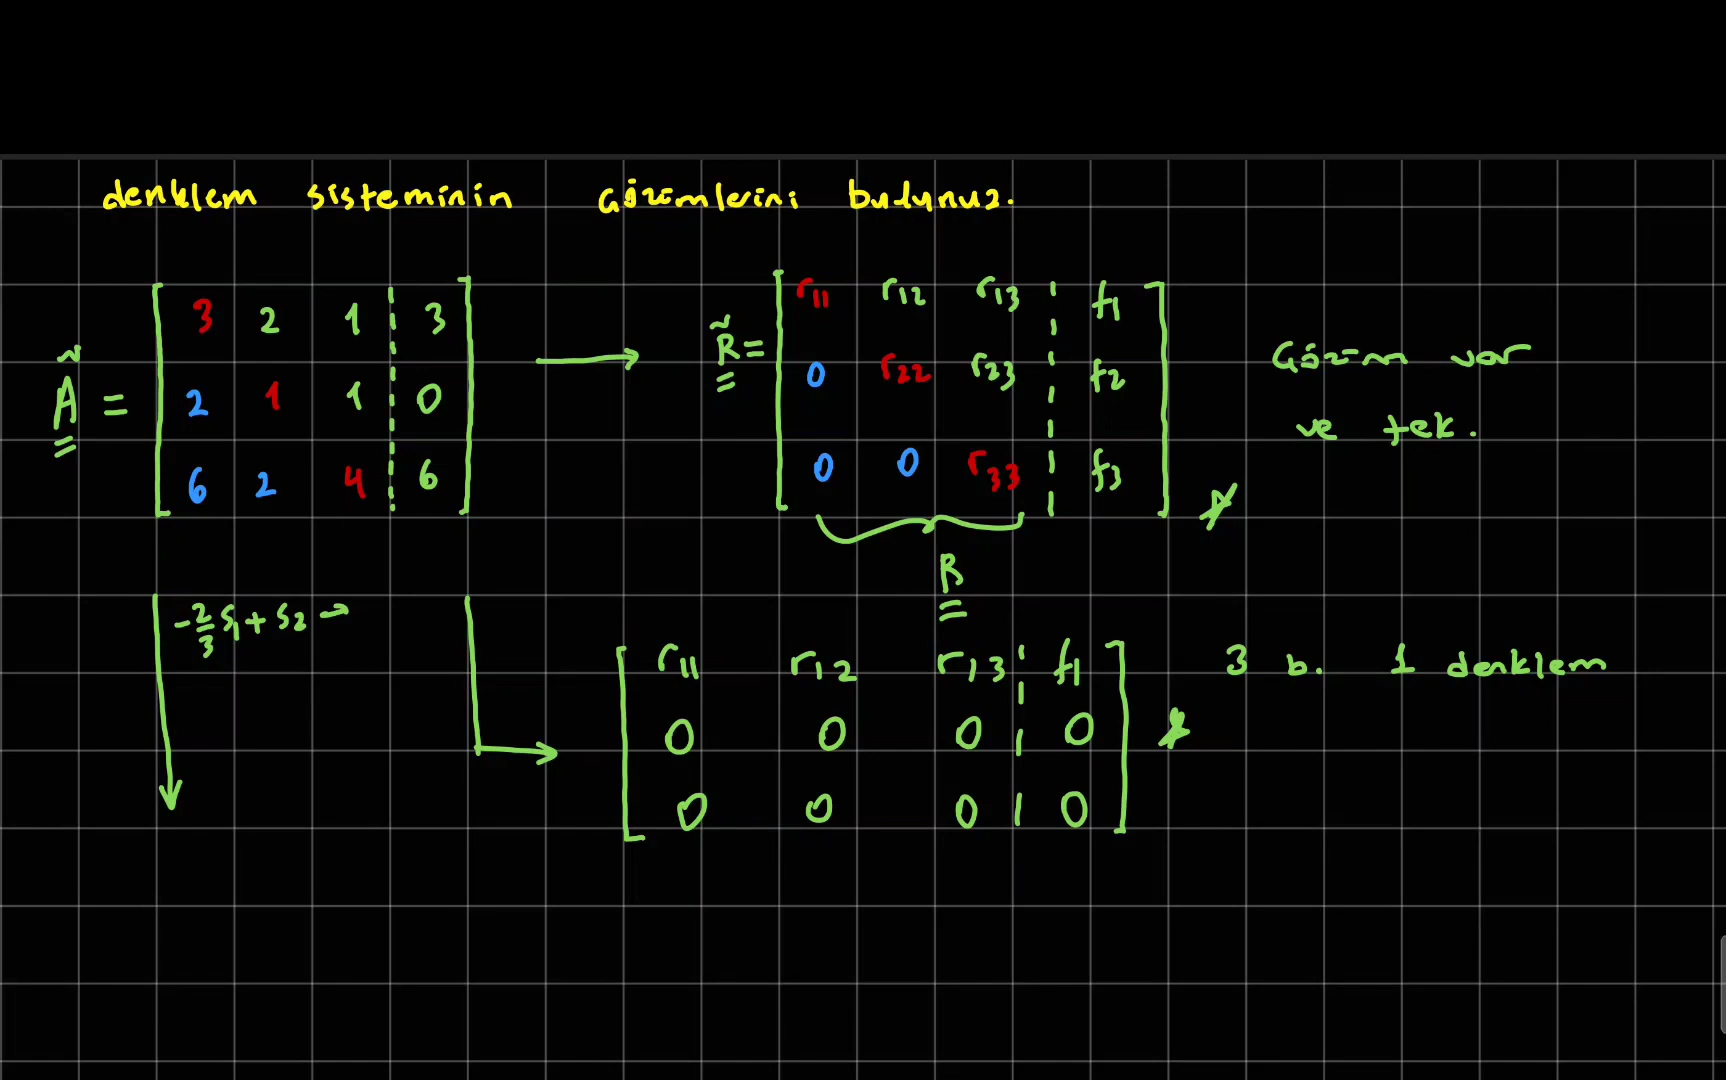 denklem sisteminin çözümlerini bulunuz.
Ã = [ 3 2 1 ¦ 3 ] → R̃ = [ r11 r12 r13 ¦ f1 ] Çözüm var
[ 2 1 1 ¦ 0 ] [ 0 r22 r23 ¦ f2 ] ve tek.
[ 6 2 4 ¦ 6 ] [ 0 0 r33 ¦ f3 ]
R
-2/3 S1 + S2 →
[ r11 r12 r13 ¦ f1 ] 3 b. 1 denklem
[ 0 0 0 ¦ 0 ]
[ 0 0 0 ¦ 0 ]